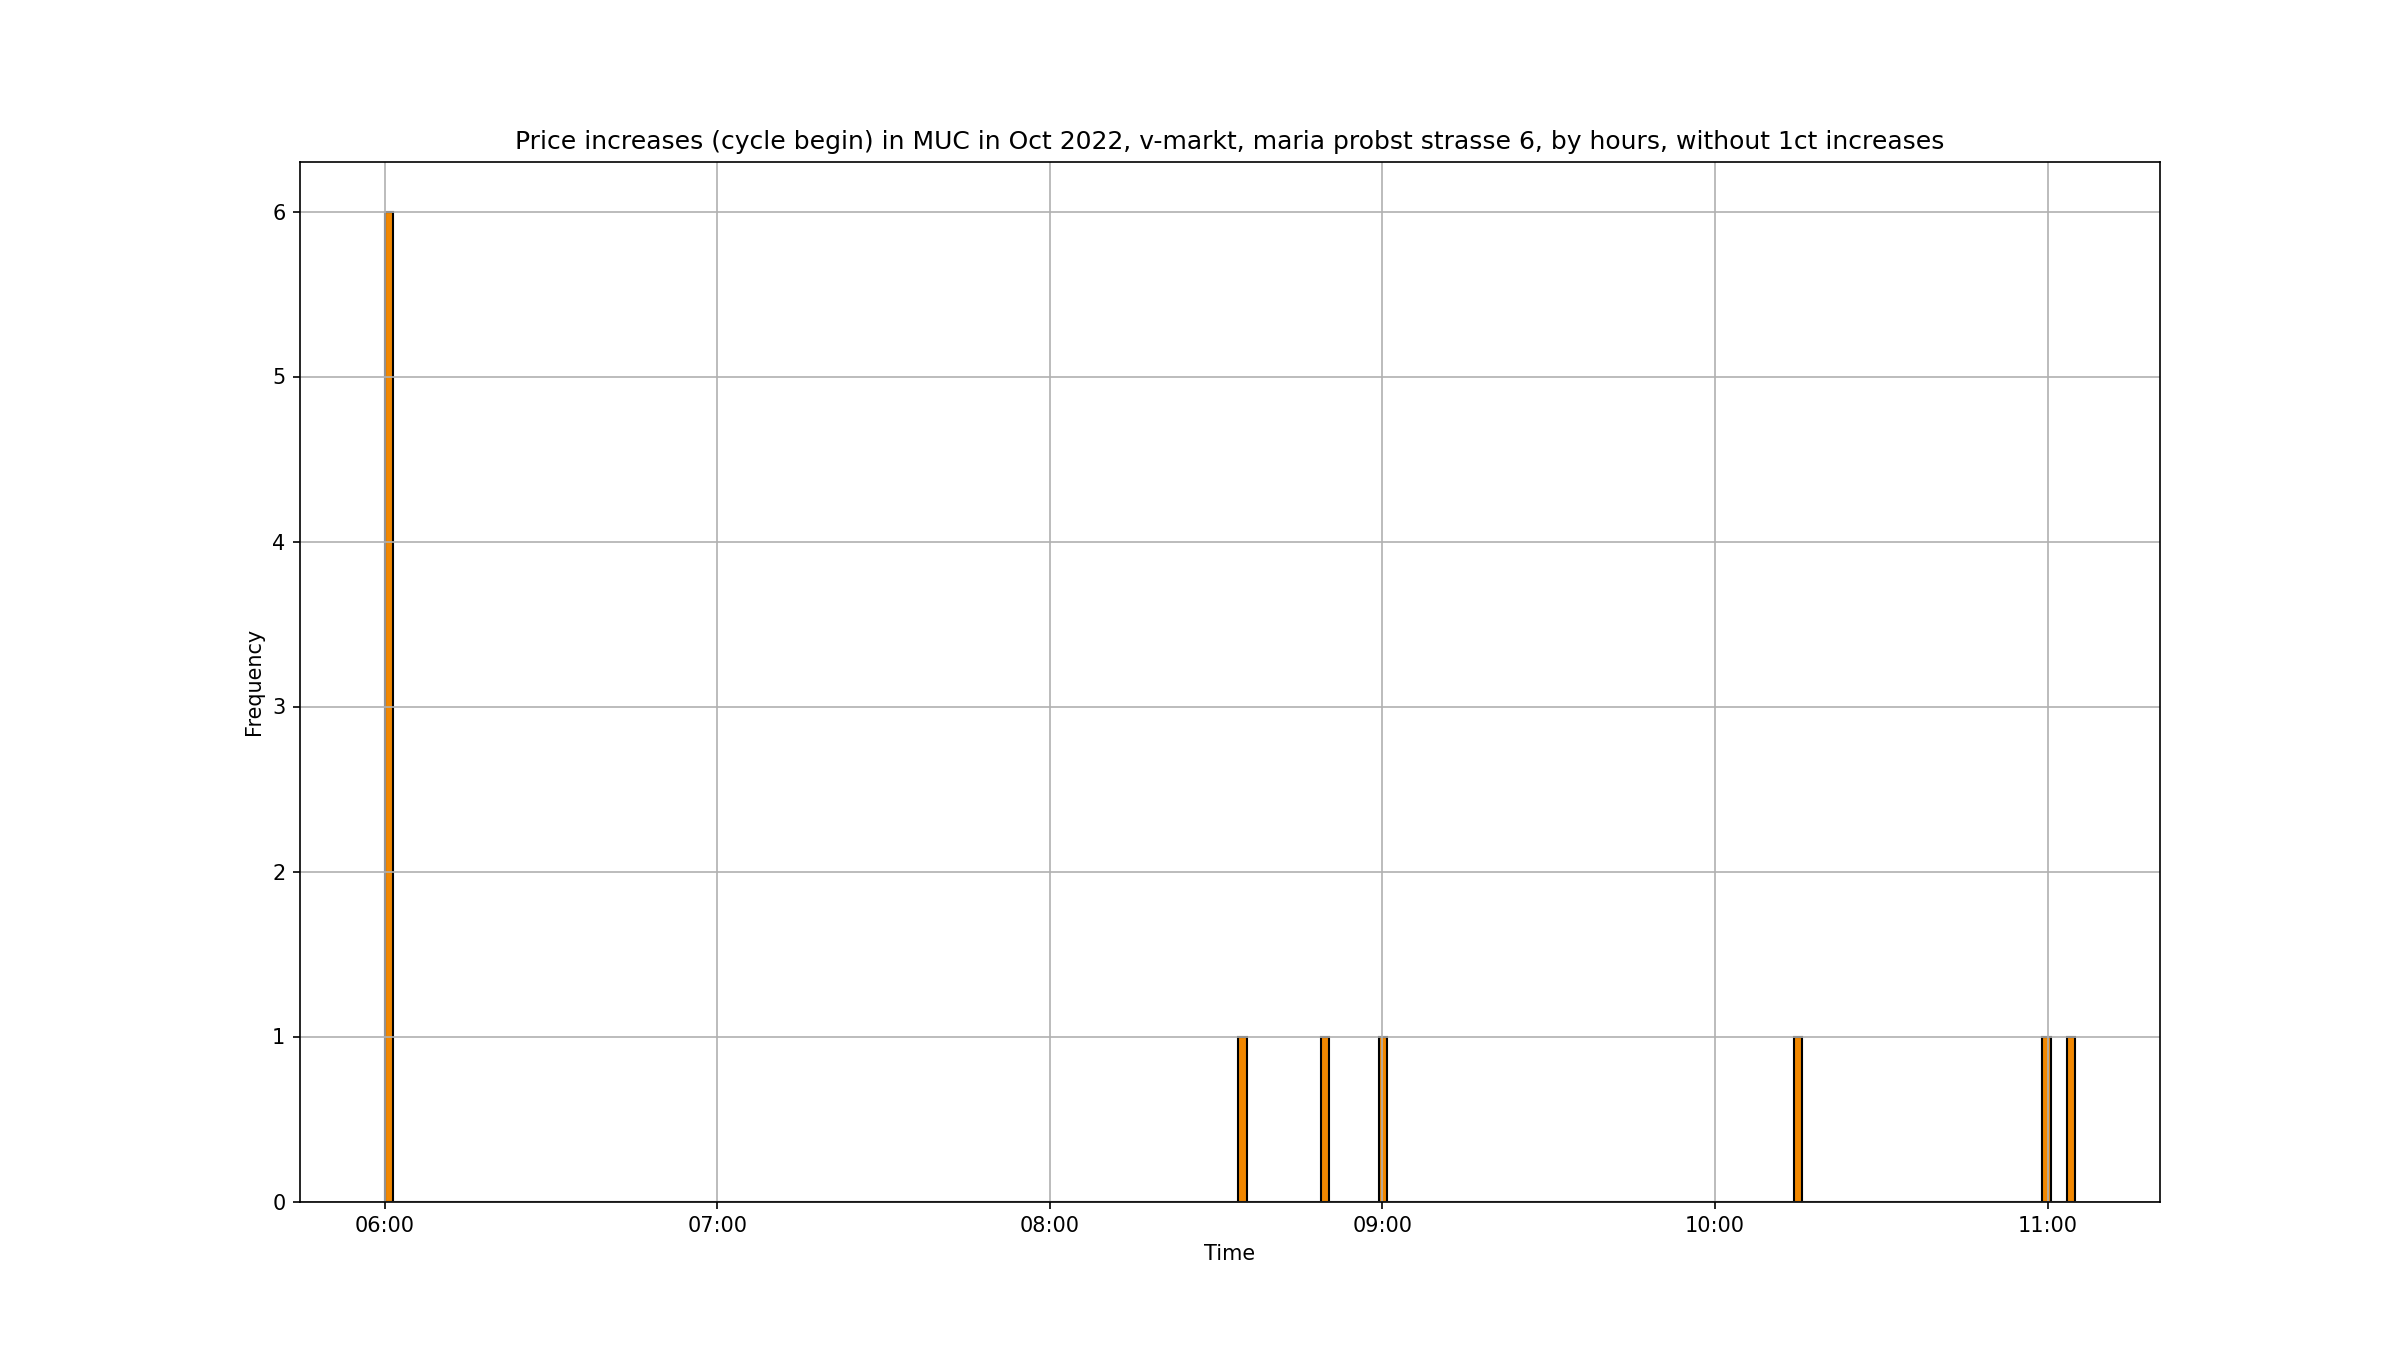 Price increases (cycle begin) in MUC in Oct 2022, v-markt, maria probst strasse 6, by hours, without 1ct increases
6
5
4
3
2
1
0
Frequency
06:00 07:00 08:00 09:00 10:00 11:00
Time